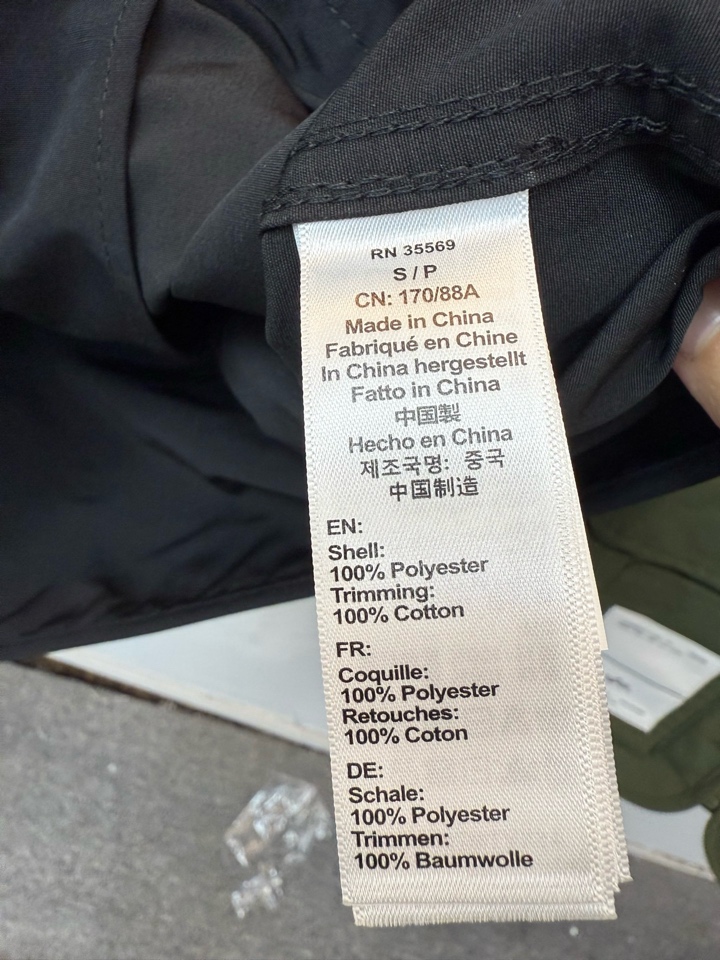 RN 35569
S / P
CN: 170/88A
Made in China
Fabriqué en Chine
In China hergestellt
Fatto in China
中国製
Hecho en China
제조국명: 중국
中国制造
EN:
Shell:
100% Polyester
Trimming:
100% Cotton
FR:
Coquille:
100% Polyester
Retouches:
100% Coton
DE:
Schale:
100% Polyester
Trimmen:
100% Baumwolle